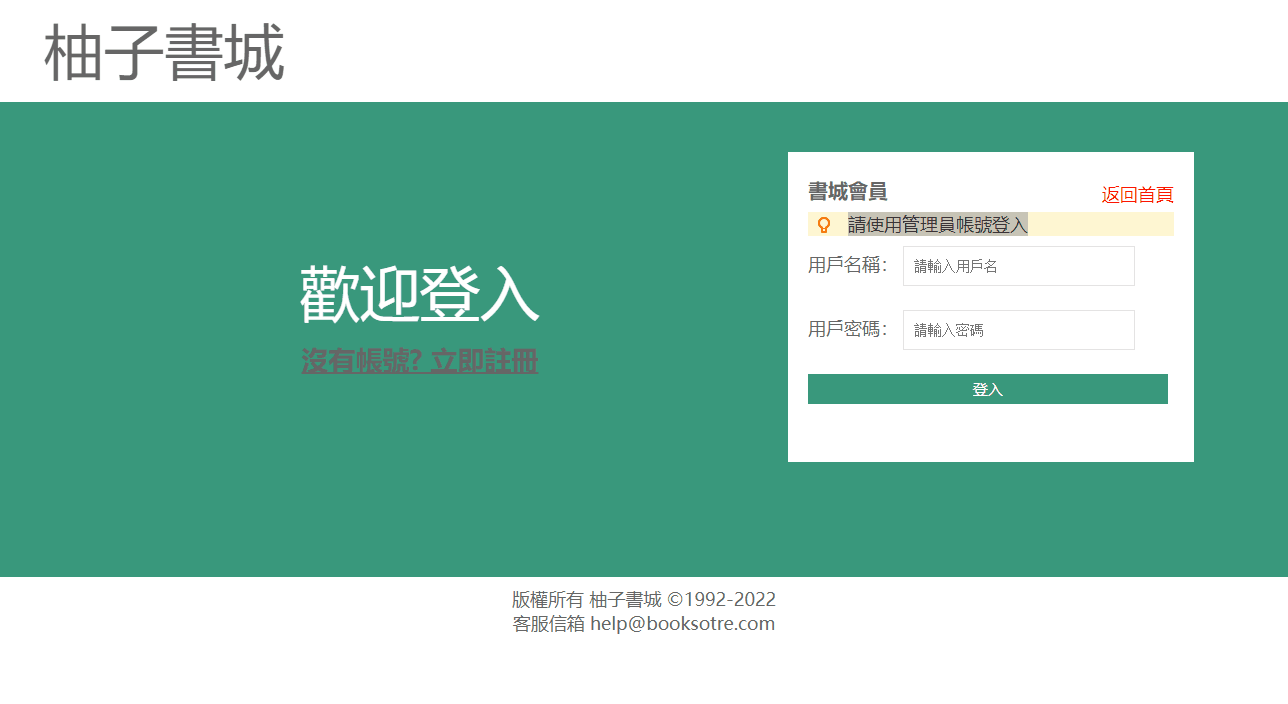 柚子書城
歡迎登入
沒有帳號? 立即註冊
書城會員
返回首頁
請使用管理員帳號登入
用戶名稱：
請輸入用戶名
用戶密碼：
請輸入密碼
登入
版權所有 柚子書城 ©1992-2022
客服信箱 help@booksotre.com